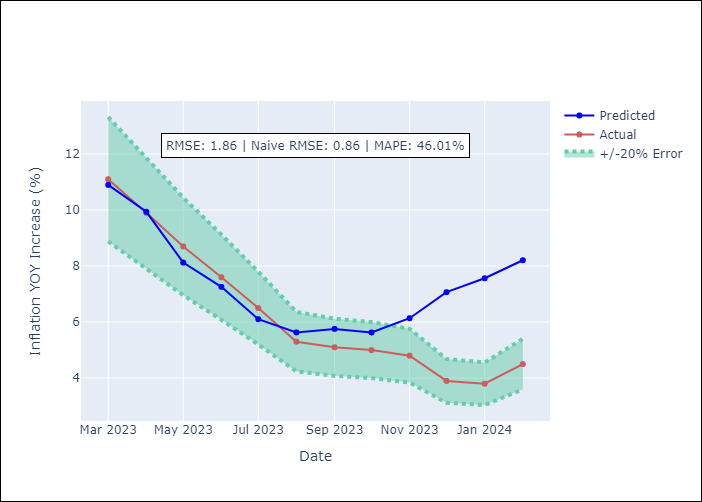 Predicted
Actual
+/-20% Error
RMSE: 1.86 | Naive RMSE: 0.86 | MAPE: 46.01%
Inflation YOY Increase (%)
12
10
8
6
4
Mar 2023
May 2023
Jul 2023
Sep 2023
Nov 2023
Jan 2024
Date